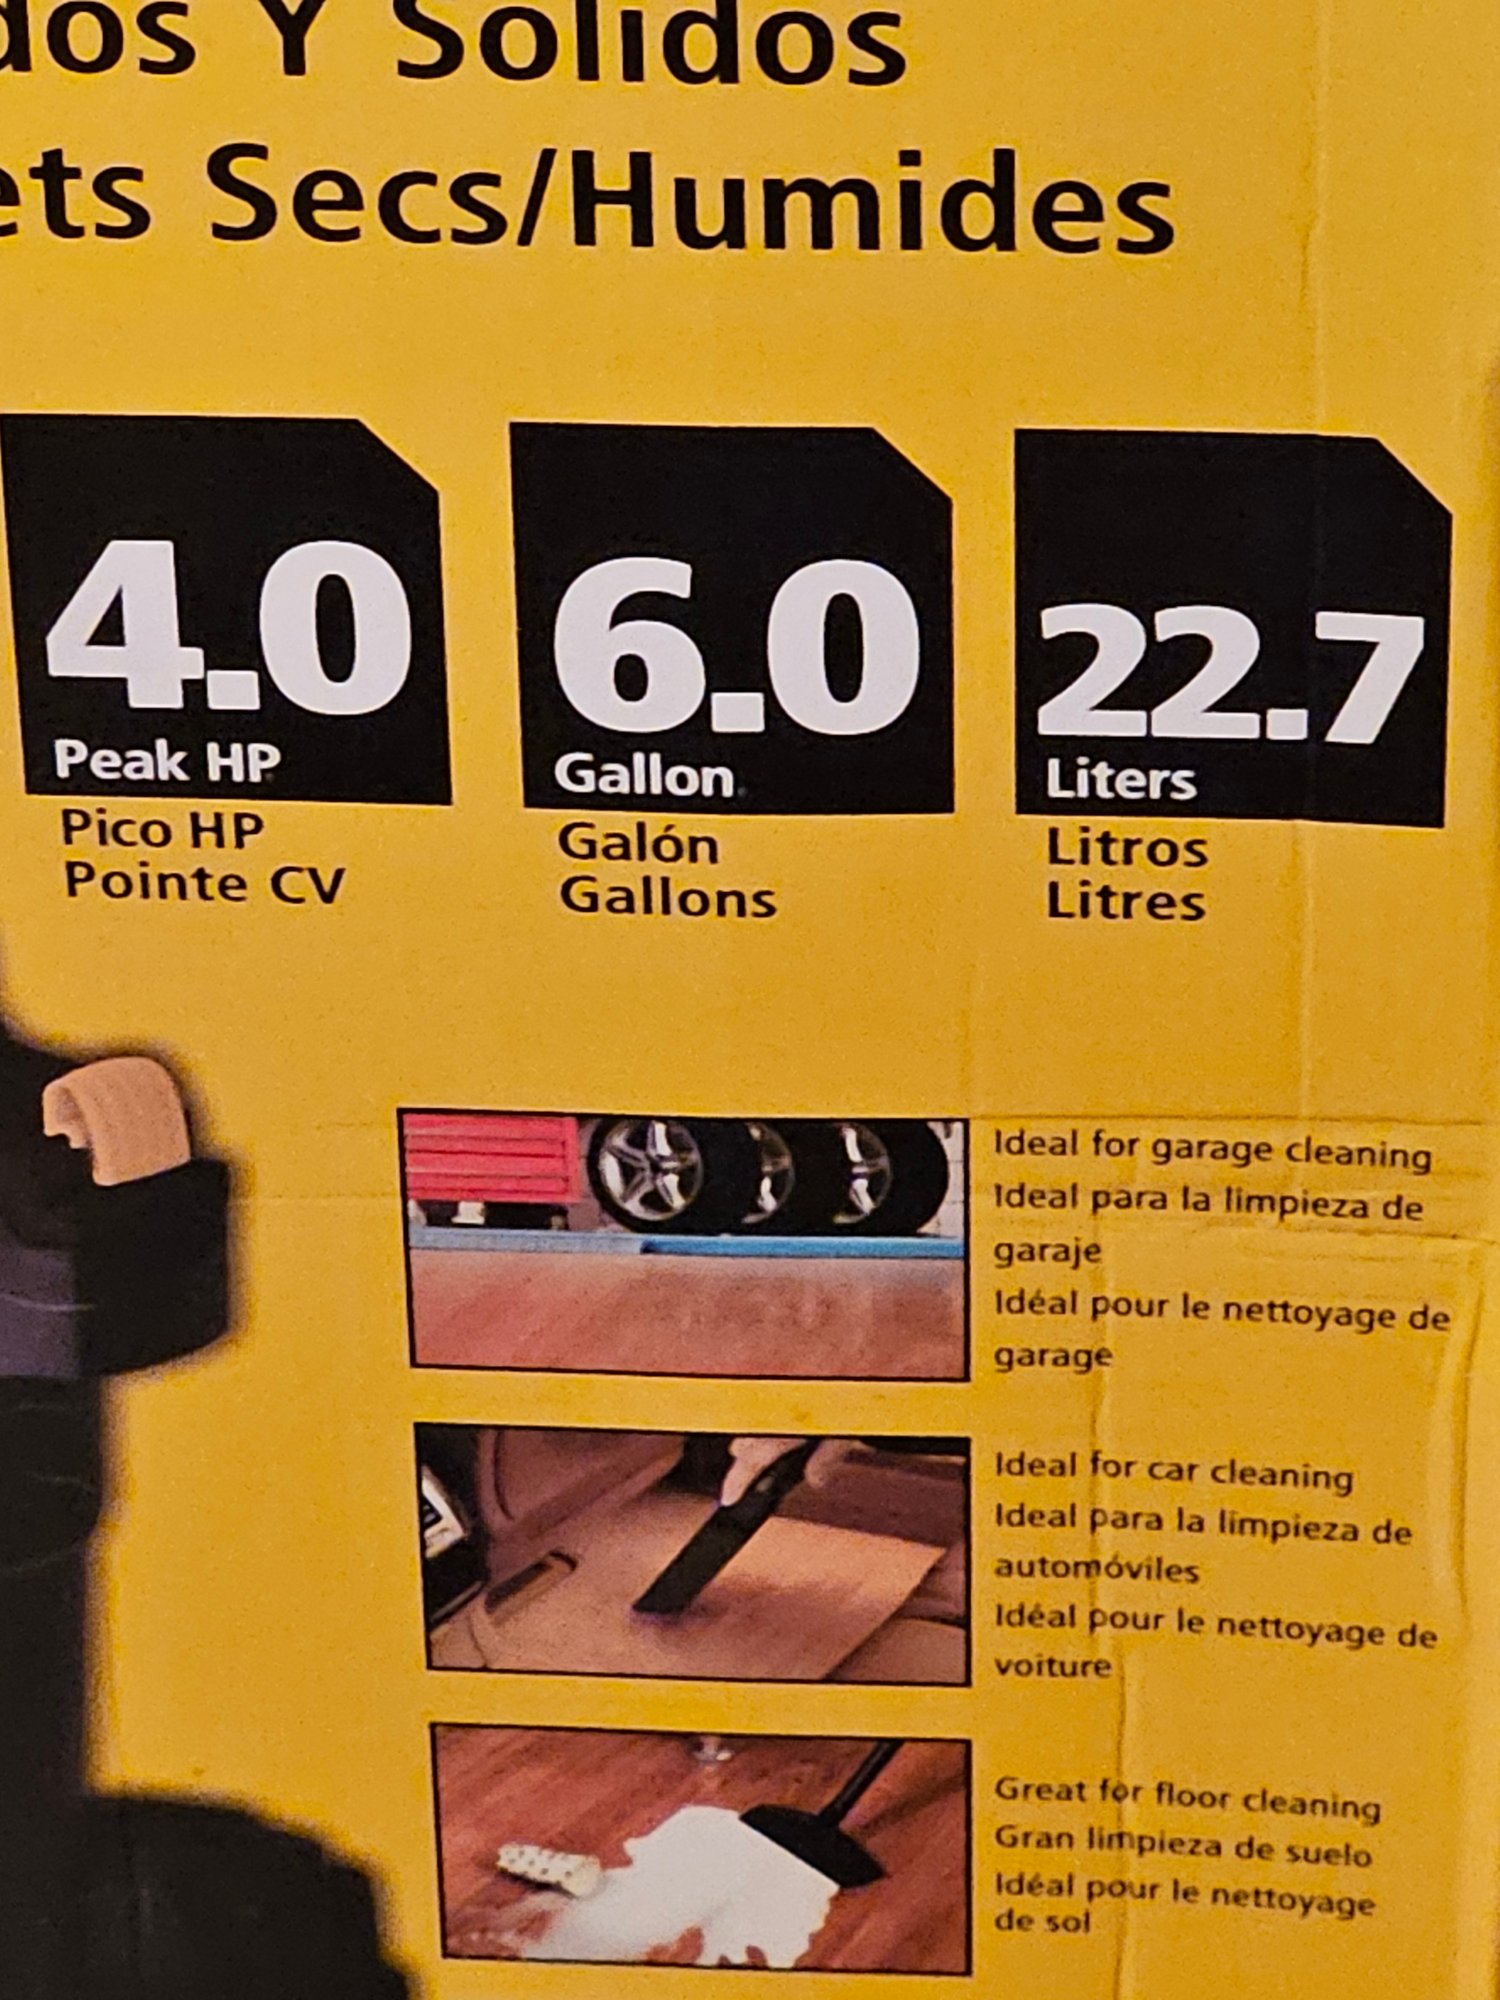 dos Y Sólidos
ets Secs/Humides
4.0
Peak HP
Pico HP
Pointe CV
6.0
Gallon
Galón
Gallons
22.7
Liters
Litros
Litres
Ideal for garage cleaning
Ideal para la limpieza de
garaje
Idéal pour le nettoyage de
garage
Ideal for car cleaning
Ideal para la limpieza de
automóviles
Idéal pour le nettoyage de
voiture
Great for floor cleaning
Gran limpieza de suelo
Idéal pour le nettoyage
de sol